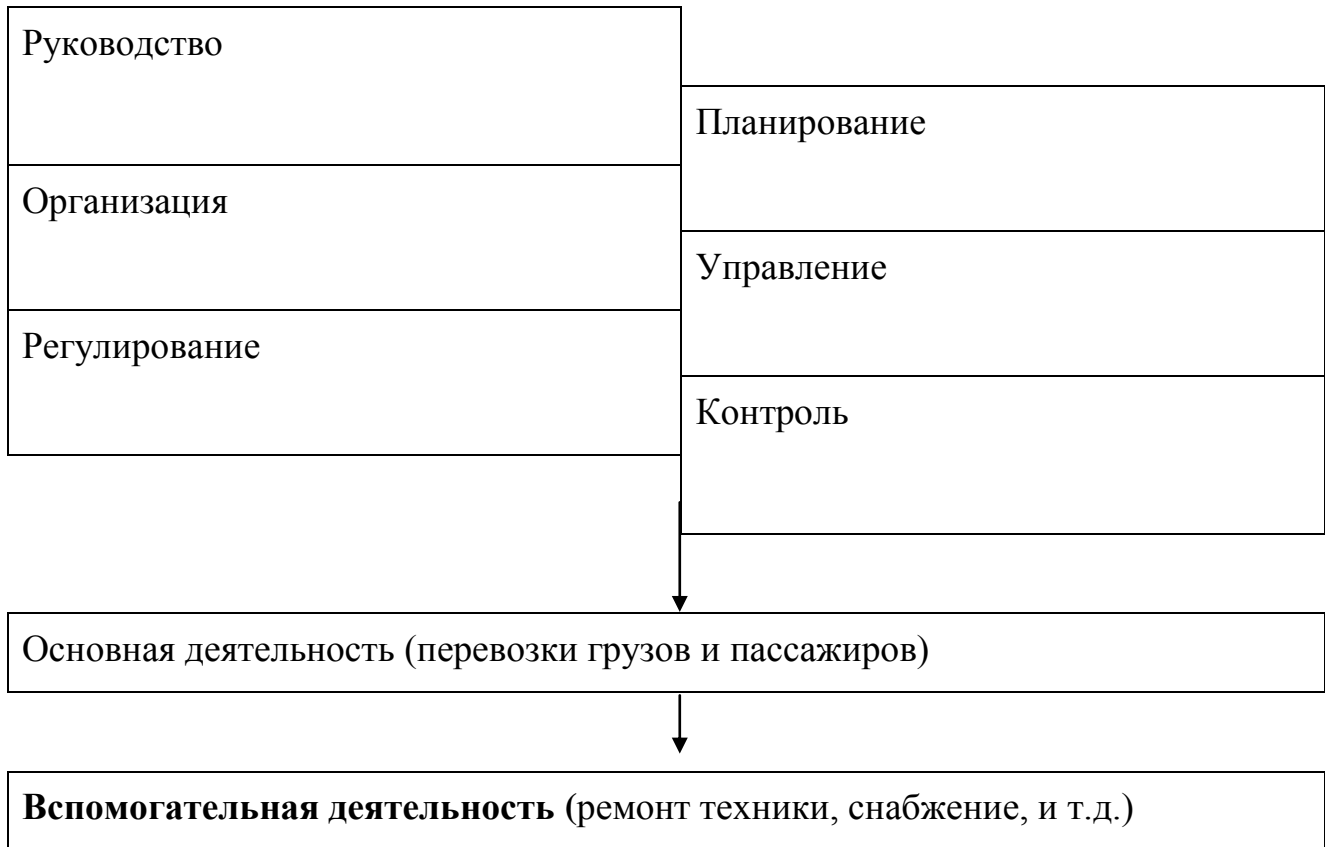 Руководство
Планирование
Организация
Управление
Регулирование
Контроль
Основная деятельность (перевозки грузов и пассажиров)
Вспомогательная деятельность (ремонт техники, снабжение, и т.д.)